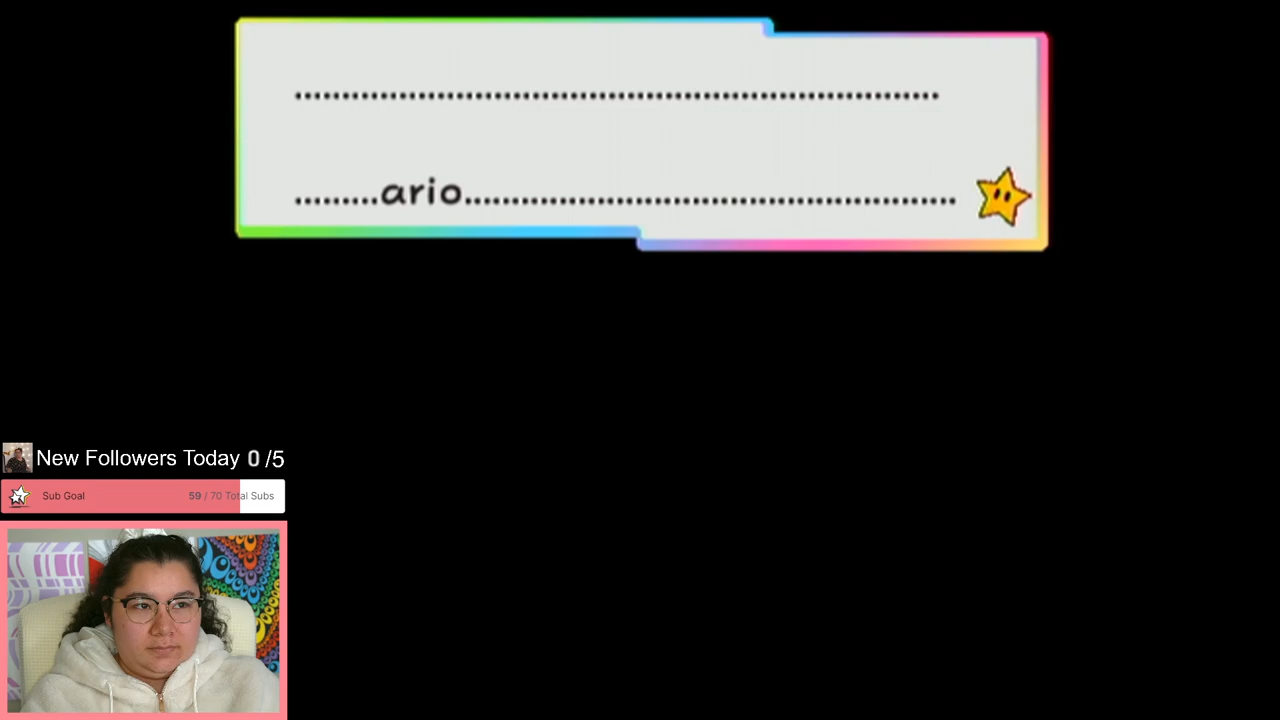 ....................................................................
.........ario....................................................
New Followers Today 0 /5
Sub Goal 59 / 70 Total Subs